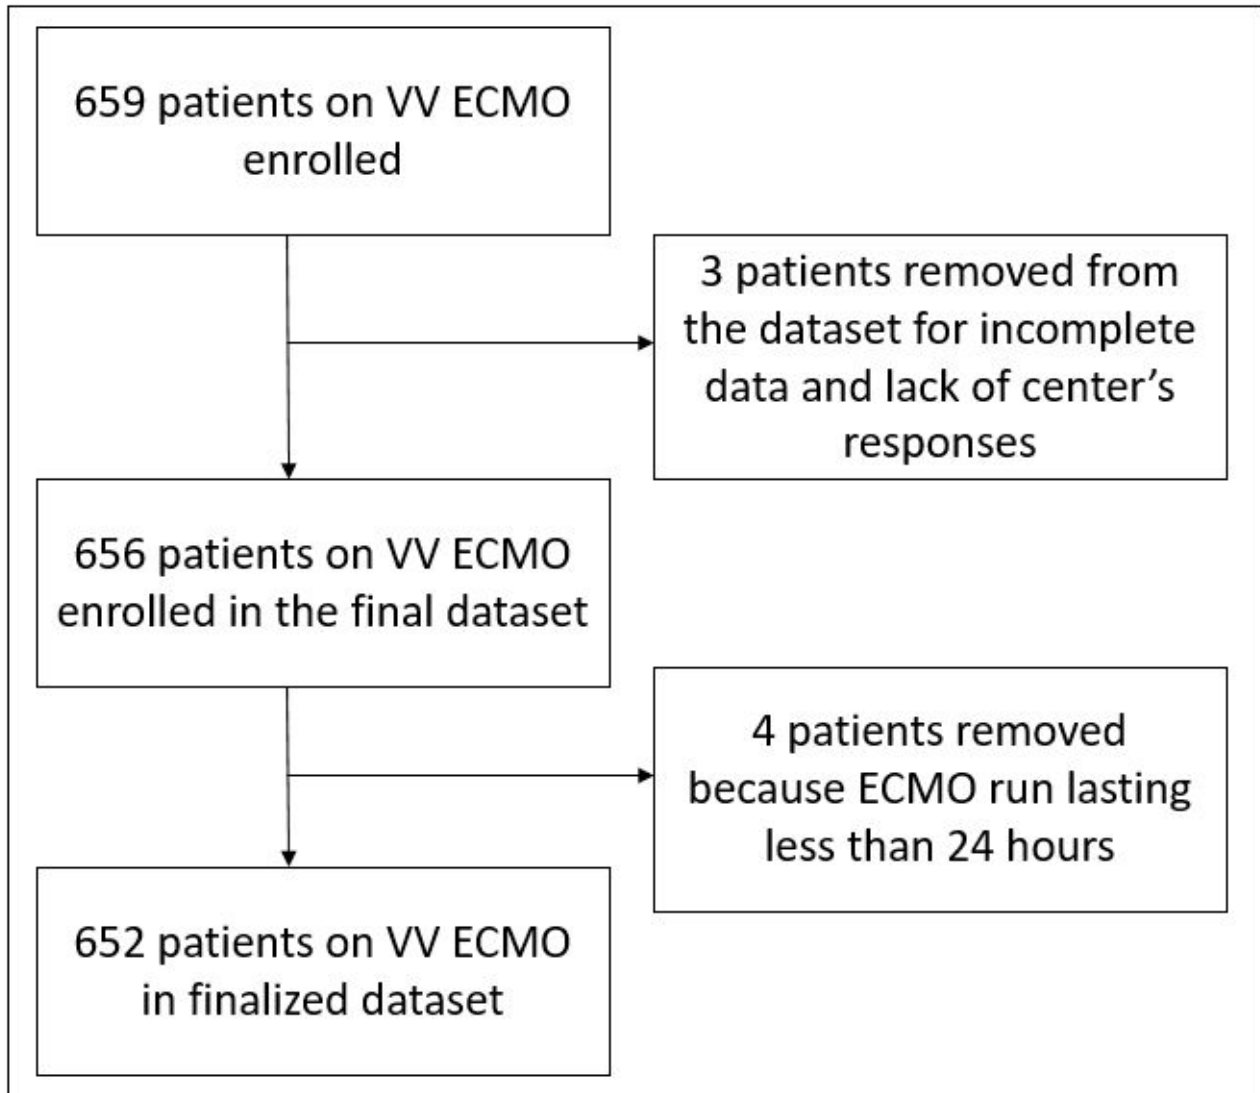 659 patients on VV ECMO
enrolled
3 patients removed from
the dataset for incomplete
data and lack of center’s
responses
656 patients on VV ECMO
enrolled in the final dataset
4 patients removed
because ECMO run lasting
less than 24 hours
652 patients on VV ECMO
in finalized dataset